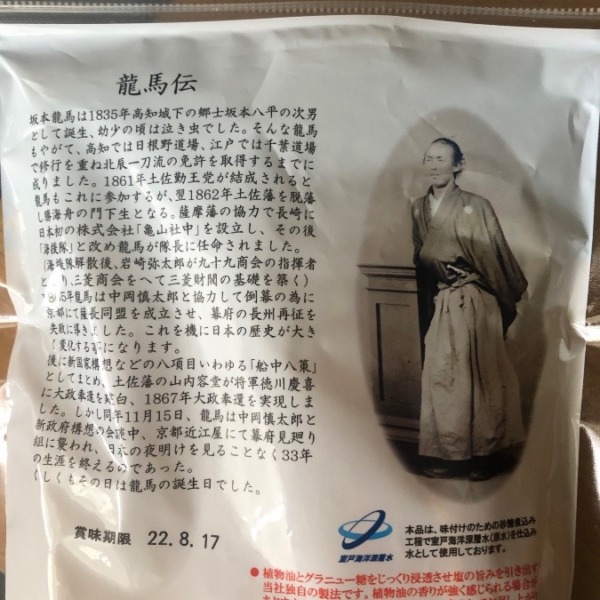 龍馬伝
坂本龍馬は1835年高知城下の郷士坂本八平の次男
として誕生、幼少の頃は泣き虫でした。そんな龍馬
もやがて、高知では日根野道場、江戸では千葉道場
で修行を重ね北辰一刀流の免許を取得するまでに
成りました。1861年土佐勤王党が結成されると
龍馬もこれに参加するが、翌1862年土佐藩を脱藩
し勝海舟の門下生となる。薩摩藩の協力で長崎に
日本初の株式会社「亀山社中」を設立し、その後
「海援隊」と改め龍馬が隊長に任命されました。
(海援隊解散後、岩崎弥太郎が九十九商会の指揮者
となり、三菱商会をへて三菱財閥の基礎を築く)
年龍馬は中岡慎太郎と協力して倒幕の為に
京都にて薩長同盟を成立させ、幕府の長州再征を
失敗に導きました。これを機に日本の歴史が大き
く変化する事になります。
後に新国家構想などの八項目いわゆる「船中八策」
としてまとめ、土佐藩の山内容堂が将軍徳川慶喜
に大政奉還を建白、1867年大政奉還を実現しま
した。しかし同年11月15日、龍馬は中岡慎太郎と
新政府構想の会談中、京都近江屋にて幕府見廻り
組に襲われ、日本の夜明けを見ることなく33年
の生涯を終えるのであった。
くしくもその日は龍馬の誕生日でした。
賞味期限 22.8.17
室戸海洋深層水
本品は、味付けのための砂糖煮込み
工程で室戸海洋深層水(原水)を仕込み
水として使用しております。
● 植物油とグラニュー糖をじっくり浸透させ塩の旨みを引き出す
当社独自の製法です。植物油の香りが強く感じられる場合が